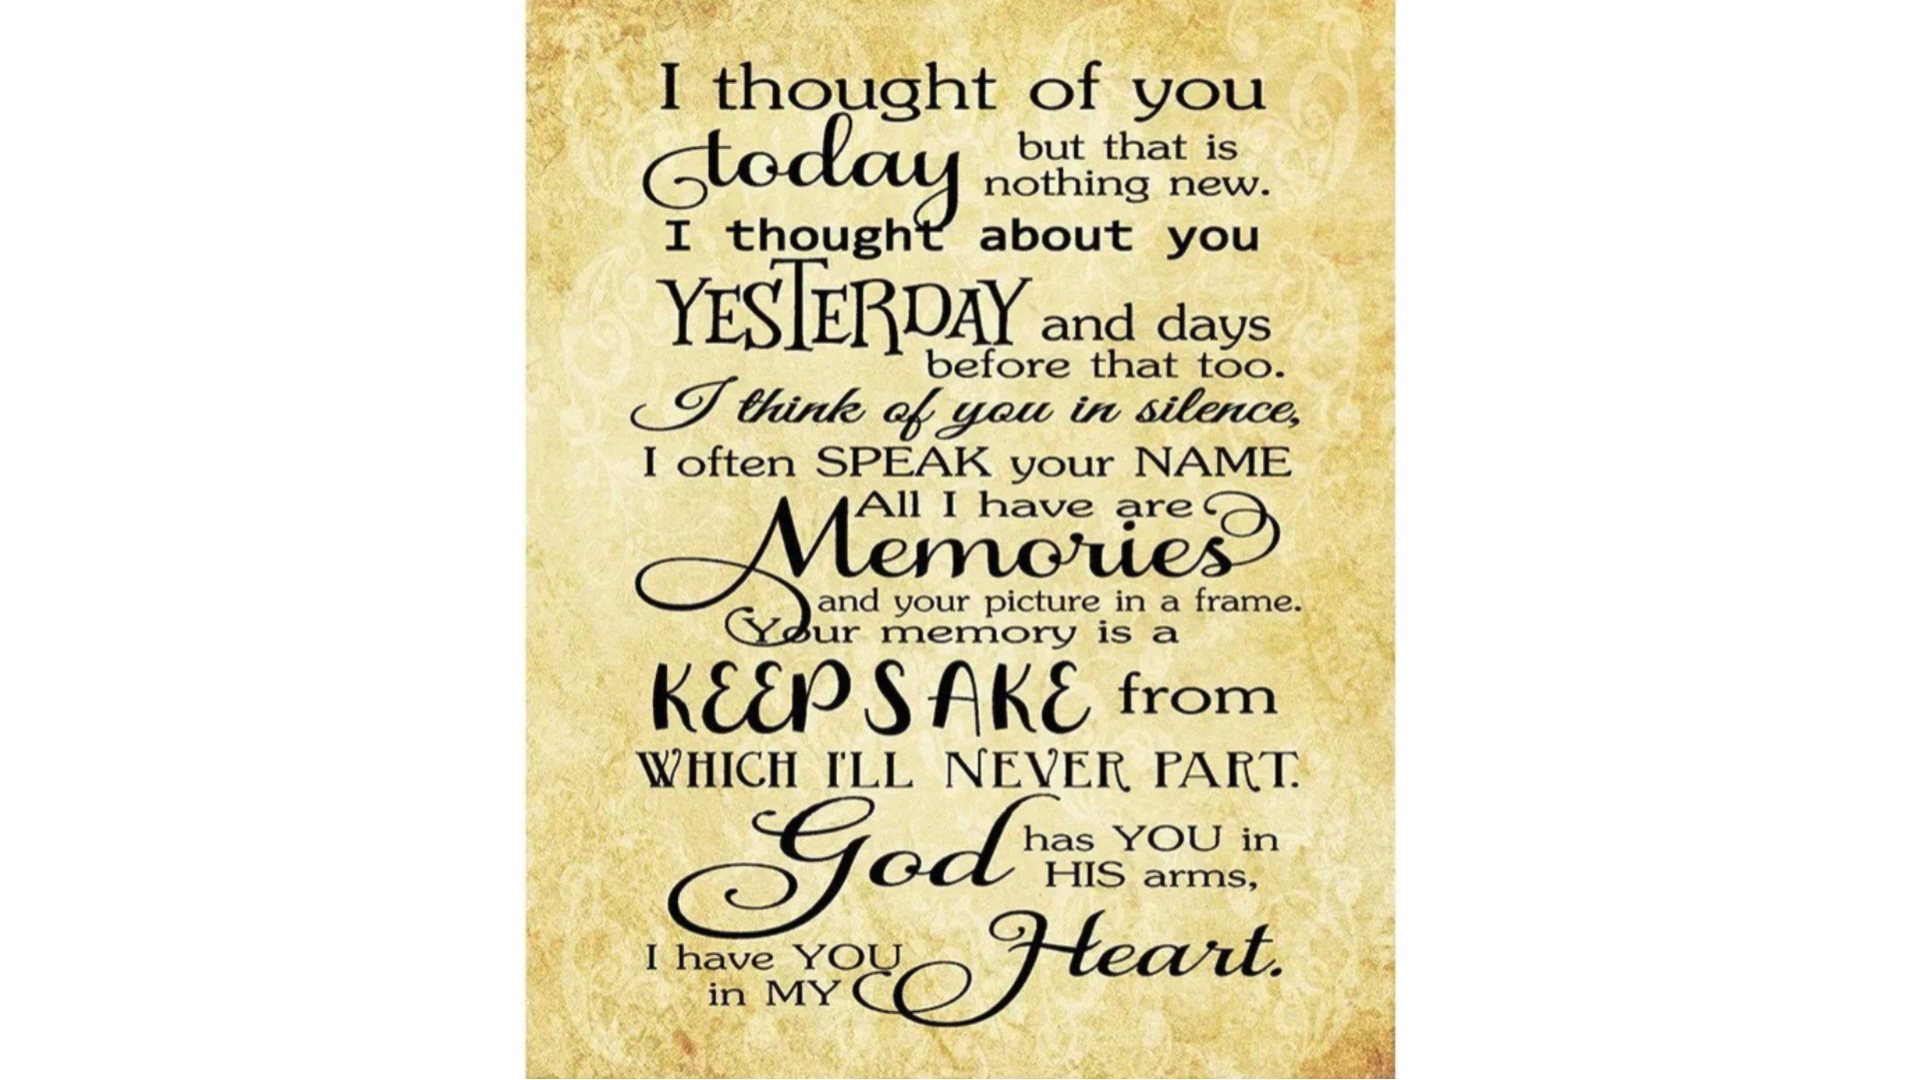 I thought of you
today but that is
nothing new.
I thought about you
YESTERDAY and days
before that too.
I think of you in silence,
I often SPEAK your NAME
All I have are
Memories
and your picture in a frame.
Your memory is a
KEEPSAKE from
WHICH I'LL NEVER PART.
God has YOU in
HIS arms,
I have YOU
in MY Heart.